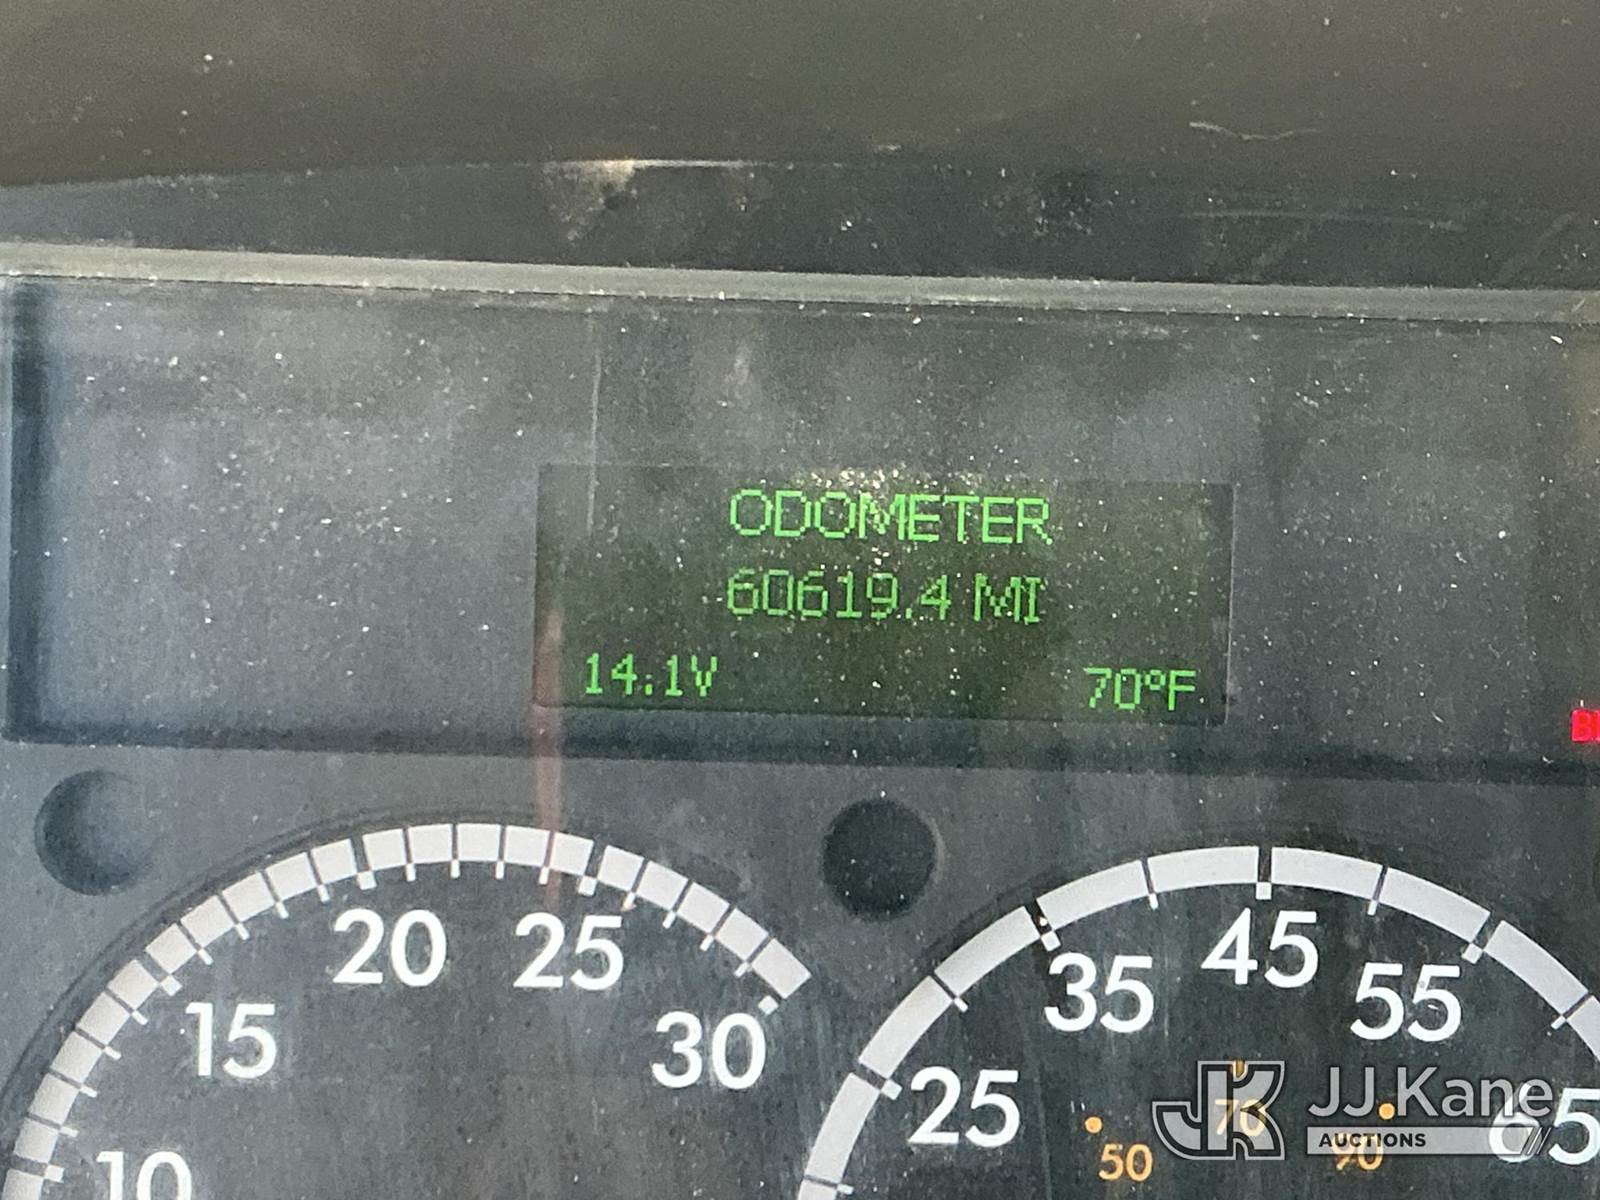 ODOMETER
60619.4 MI
14.1V 70°F
20 25
15 30
10
35 45 55
25 65
50 70 90
JJ Kane
AUCTIONS